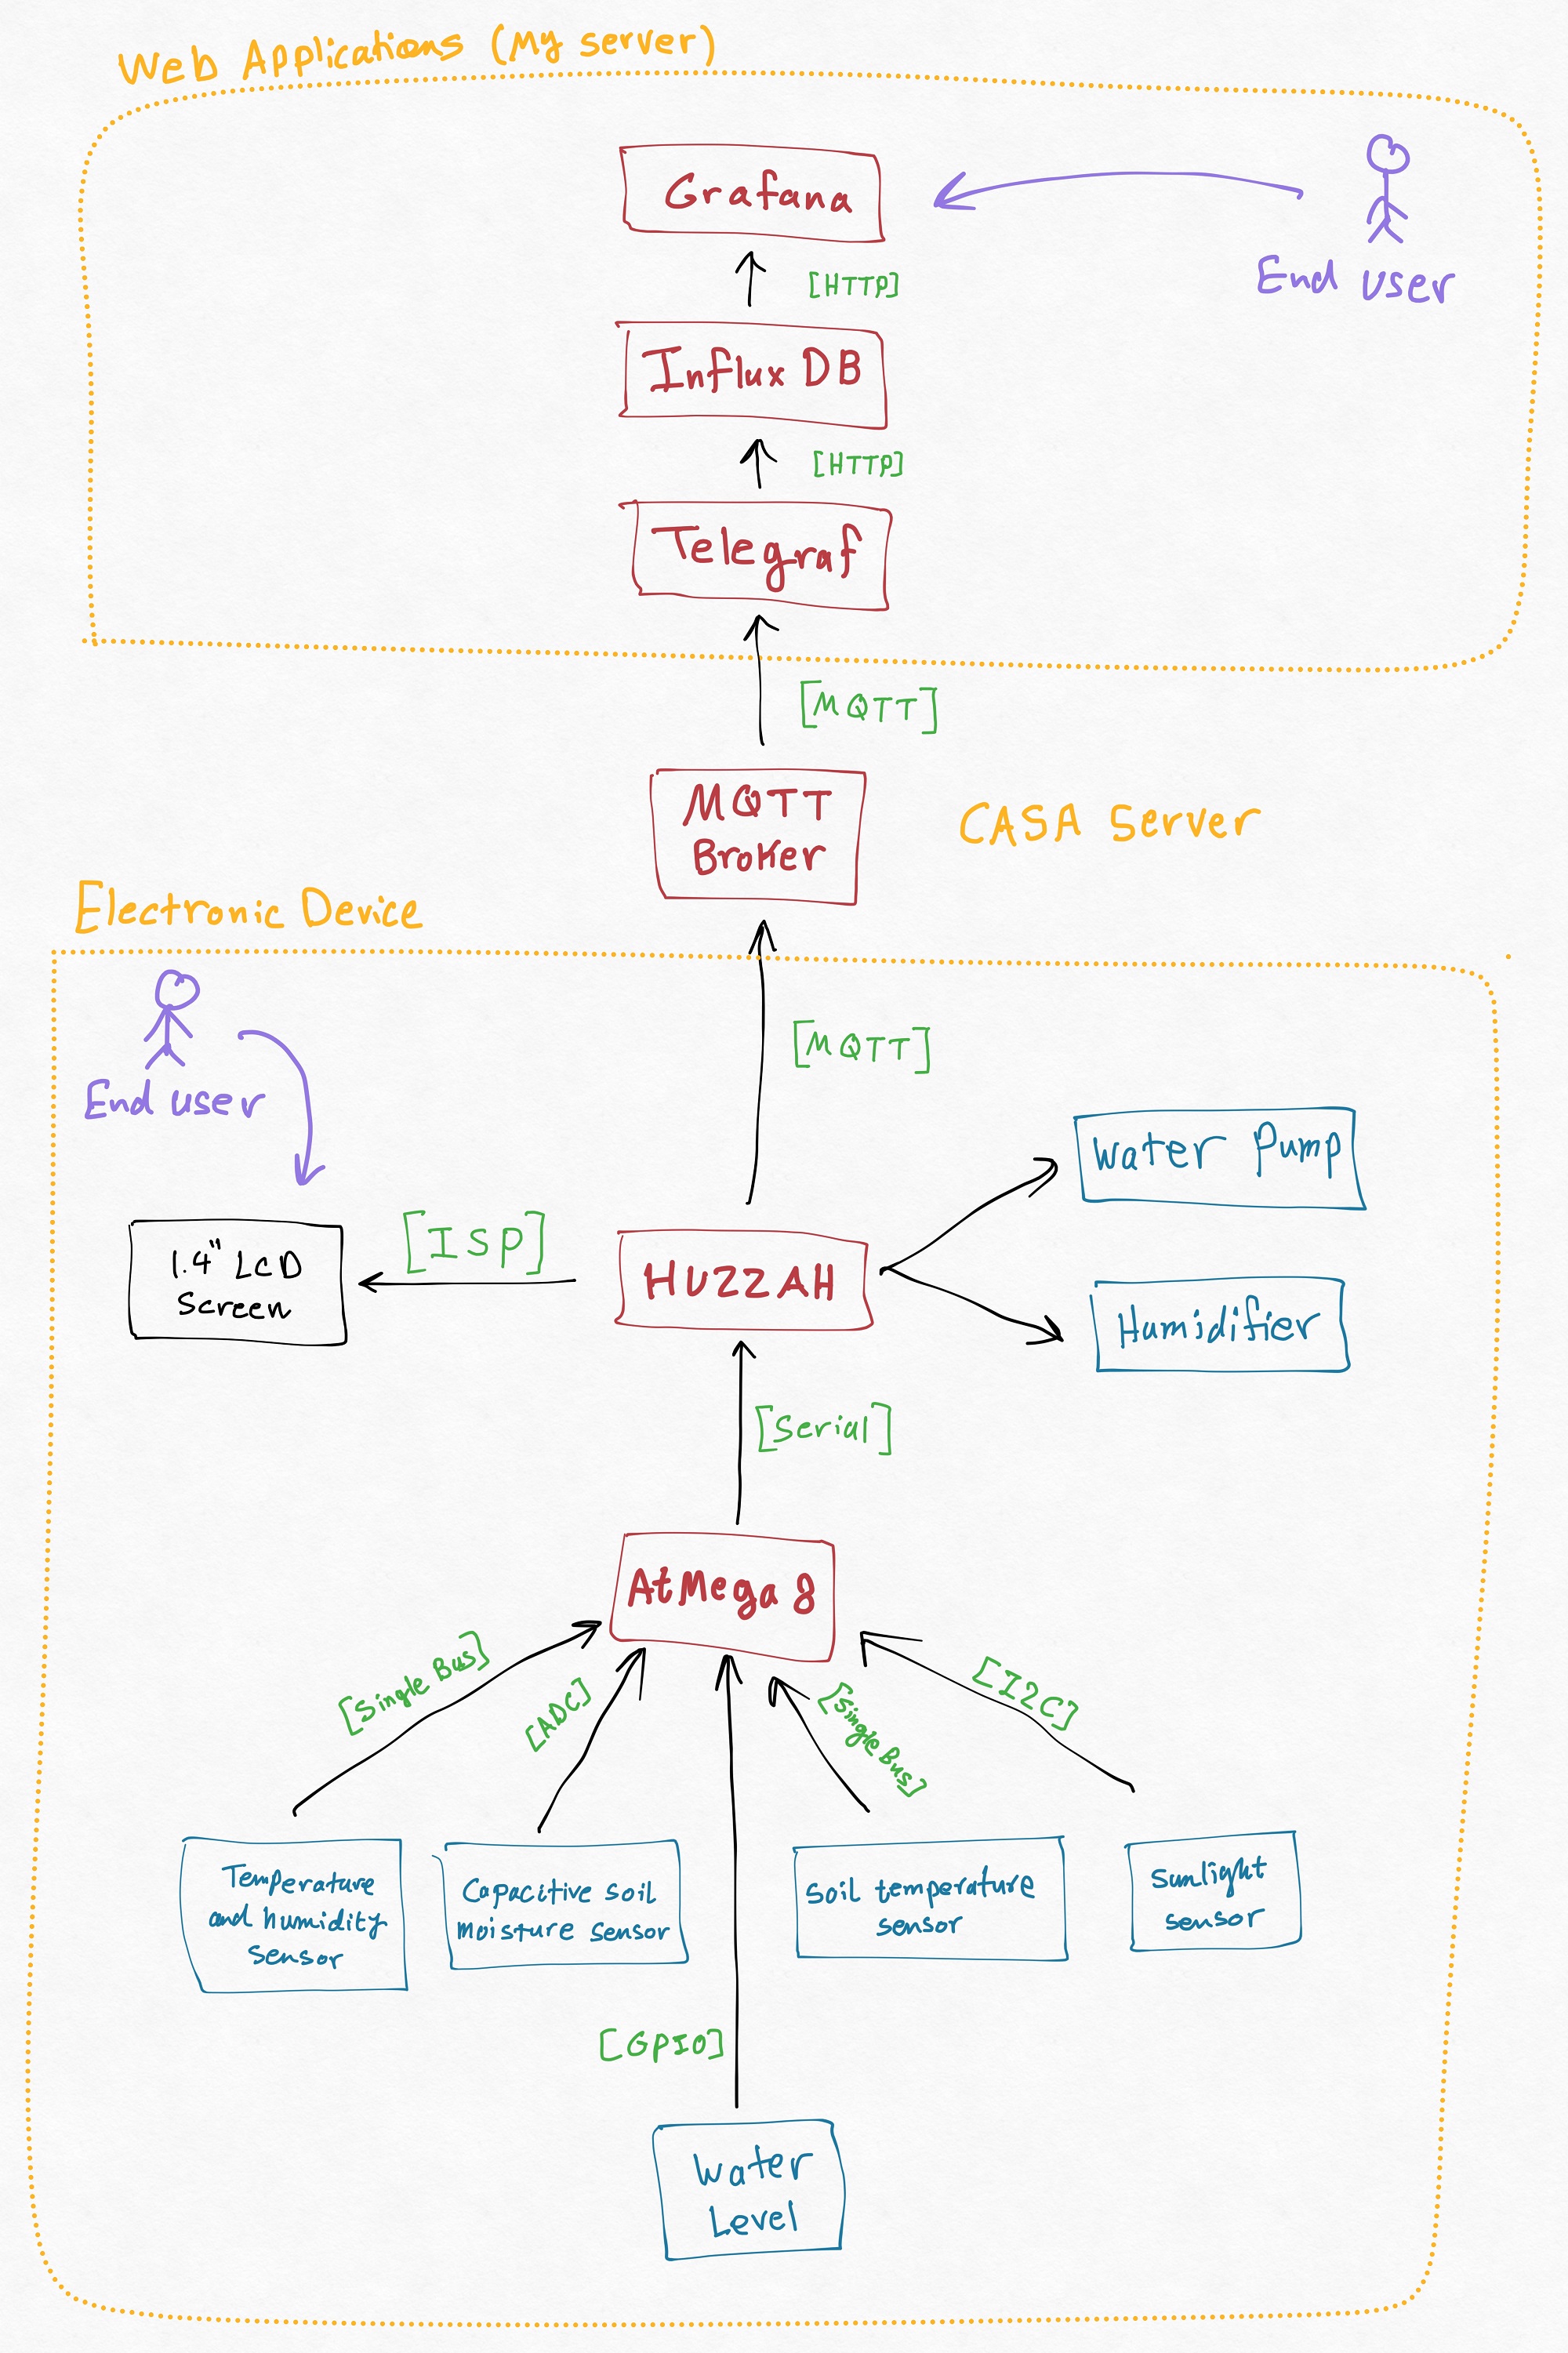 Web Applications (My server)
Grafana
End user
[HTTP]
Influx DB
[HTTP]
Telegraf
[MQTT]
MQTT
Broker
CASA Server
Electronic Device
End user
[MQTT]
Water Pump
1.4" LCD
Screen
[ISP]
HUZZAH
Humidifier
[Serial]
AtMega 8
[Single Bus]
[ADC]
[Single Bus]
[I2C]
Temperature
and humidity
sensor
Capacitive soil
moisture sensor
Soil temperature
sensor
Sunlight
sensor
[GPIO]
Water
Level